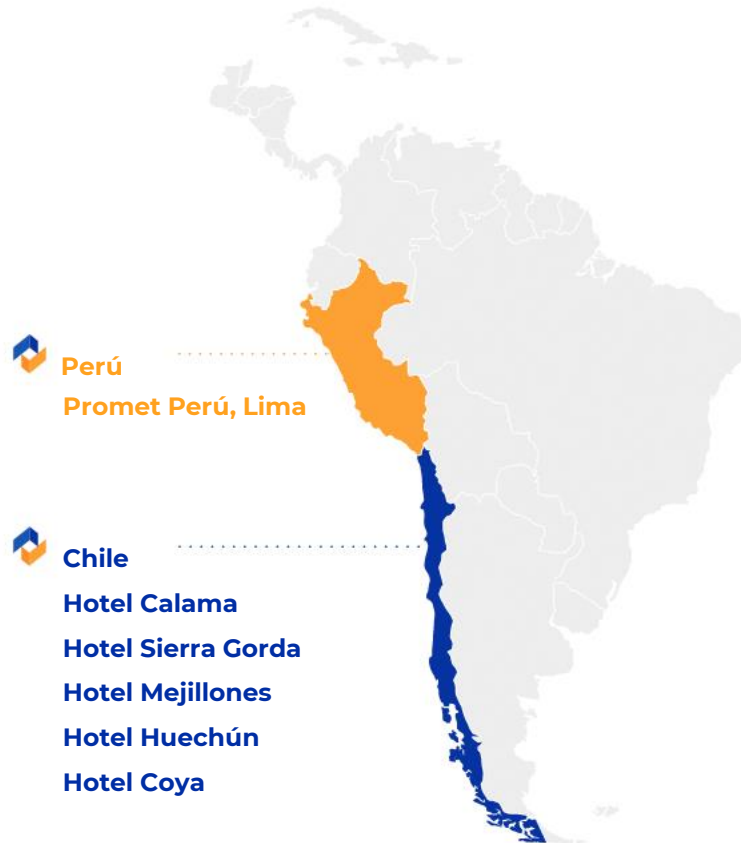 Perú
Promet Perú, Lima
Chile
Hotel Calama
Hotel Sierra Gorda
Hotel Mejillones
Hotel Huechún
Hotel Coya